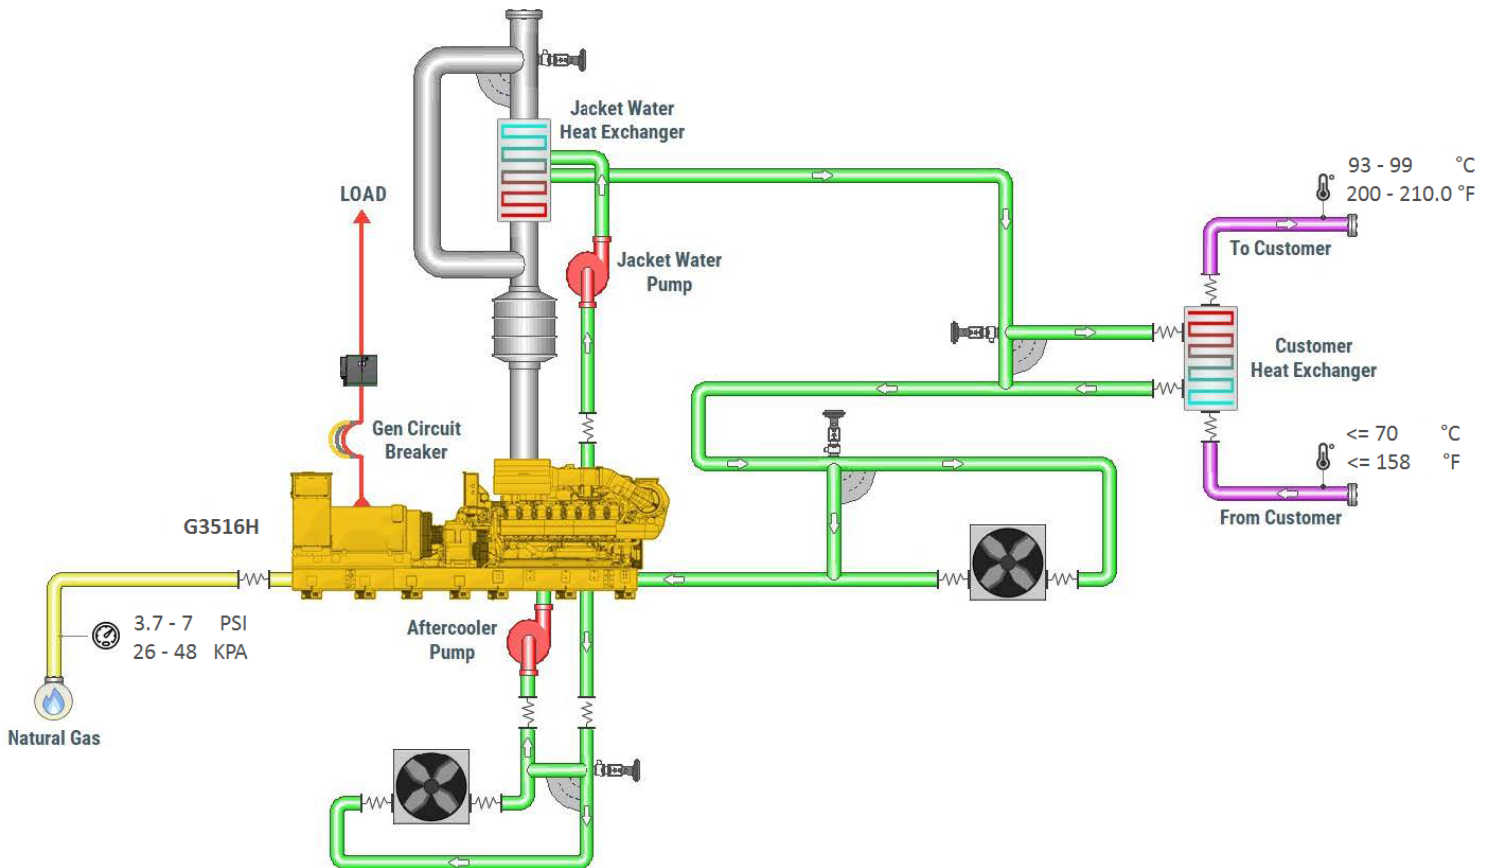 Jacket Water
Heat Exchanger
93 - 99 °C
200 - 210.0 °F
LOAD
To Customer
Jacket Water
Pump
Customer
Heat Exchanger
Gen Circuit
Breaker
<= 70 °C
<= 158 °F
From Customer
G3516H
3.7 - 7 PSI
26 - 48 KPA
Aftercooler
Pump
Natural Gas